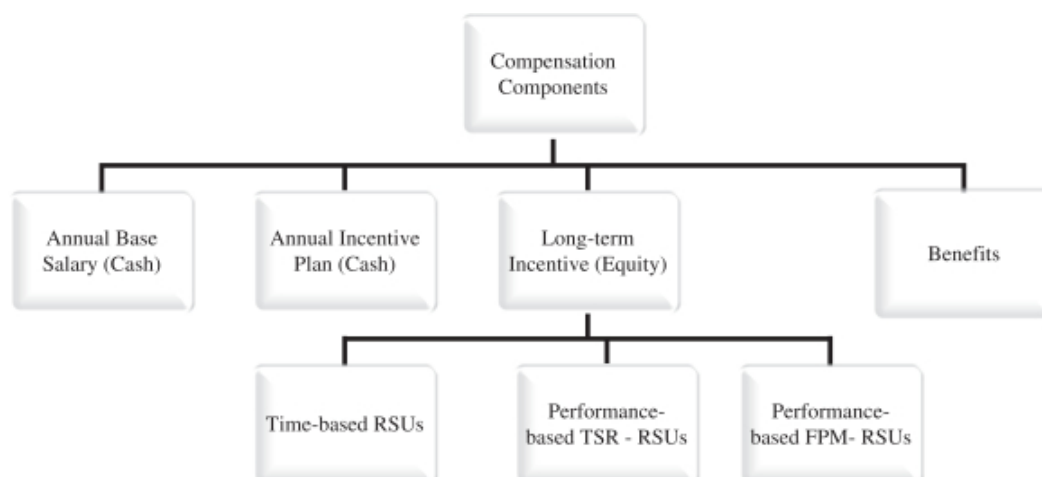 Compensation
Components
Annual Base
Salary (Cash)
Annual Incentive
Plan (Cash)
Long-term
Incentive (Equity)
Benefits
Time-based RSUs
Performance-
based TSR - RSUs
Performance-
based FPM- RSUs